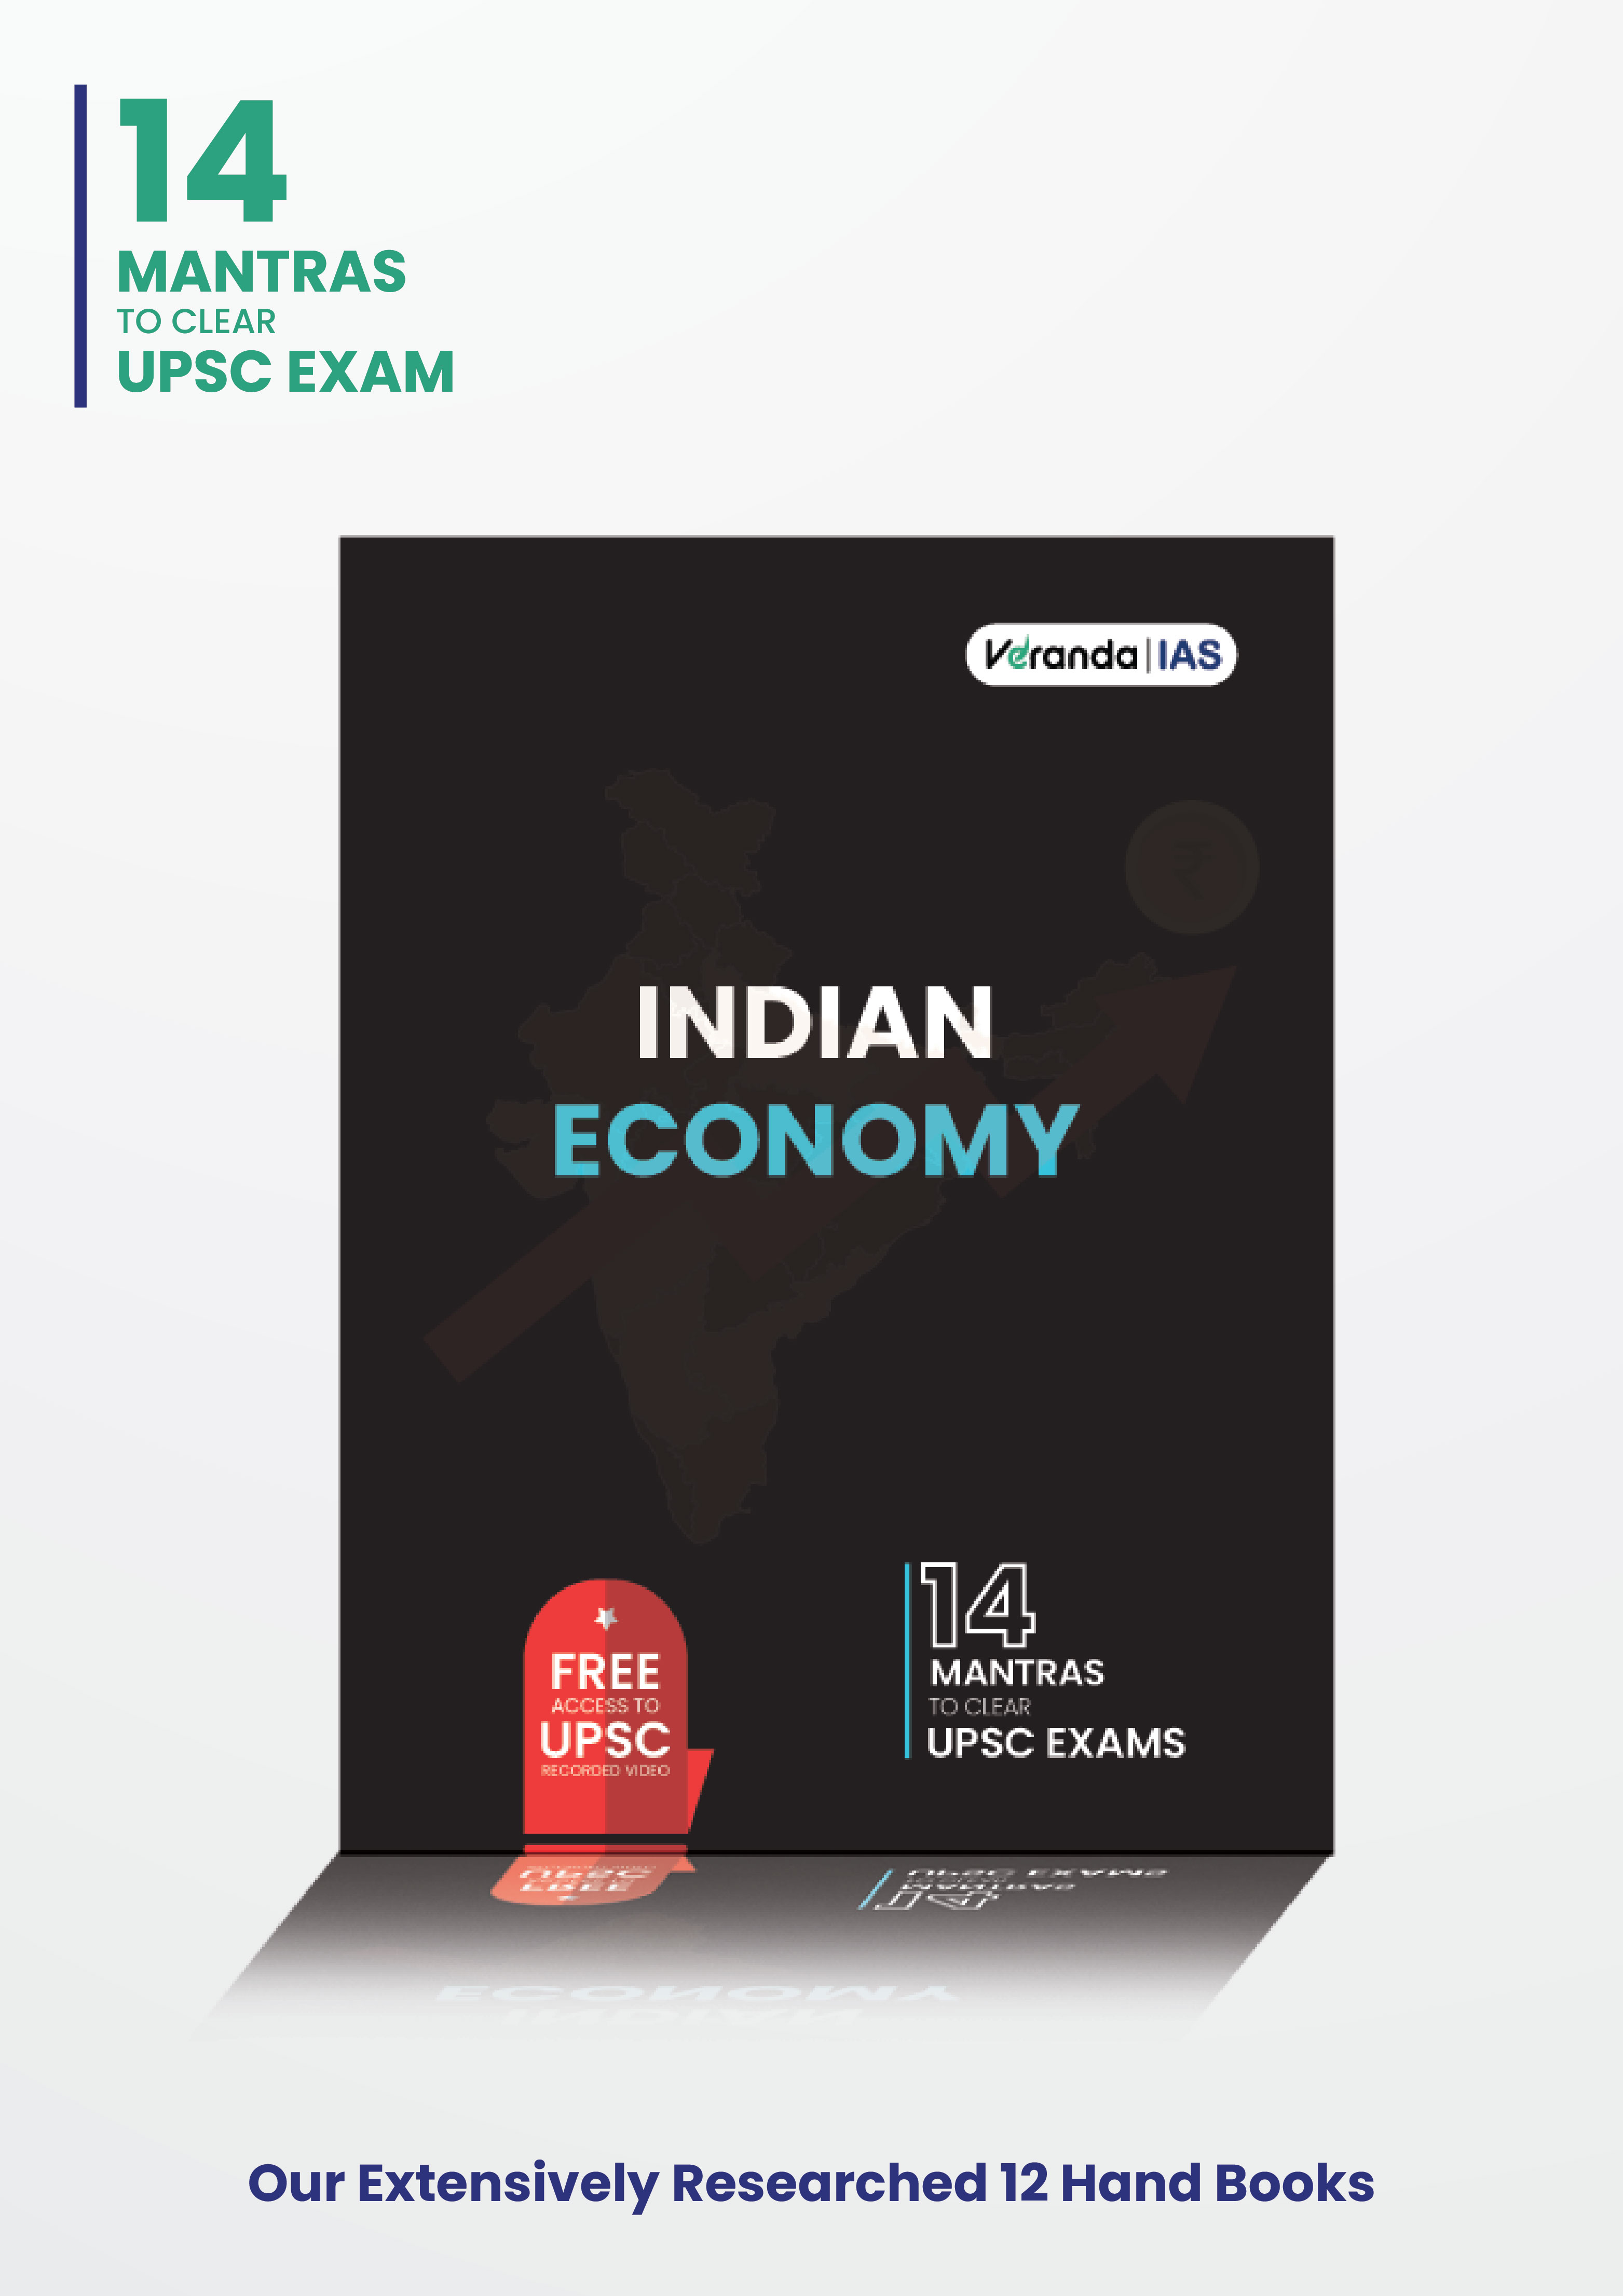 14
MANTRAS
TO CLEAR
UPSC EXAM
Veranda | IAS
₹
INDIAN
ECONOMY
FREE
ACCESS TO
UPSC
RECORDED VIDEO
14
MANTRAS
TO CLEAR
UPSC EXAMS
Our Extensively Researched 12 Hand Books